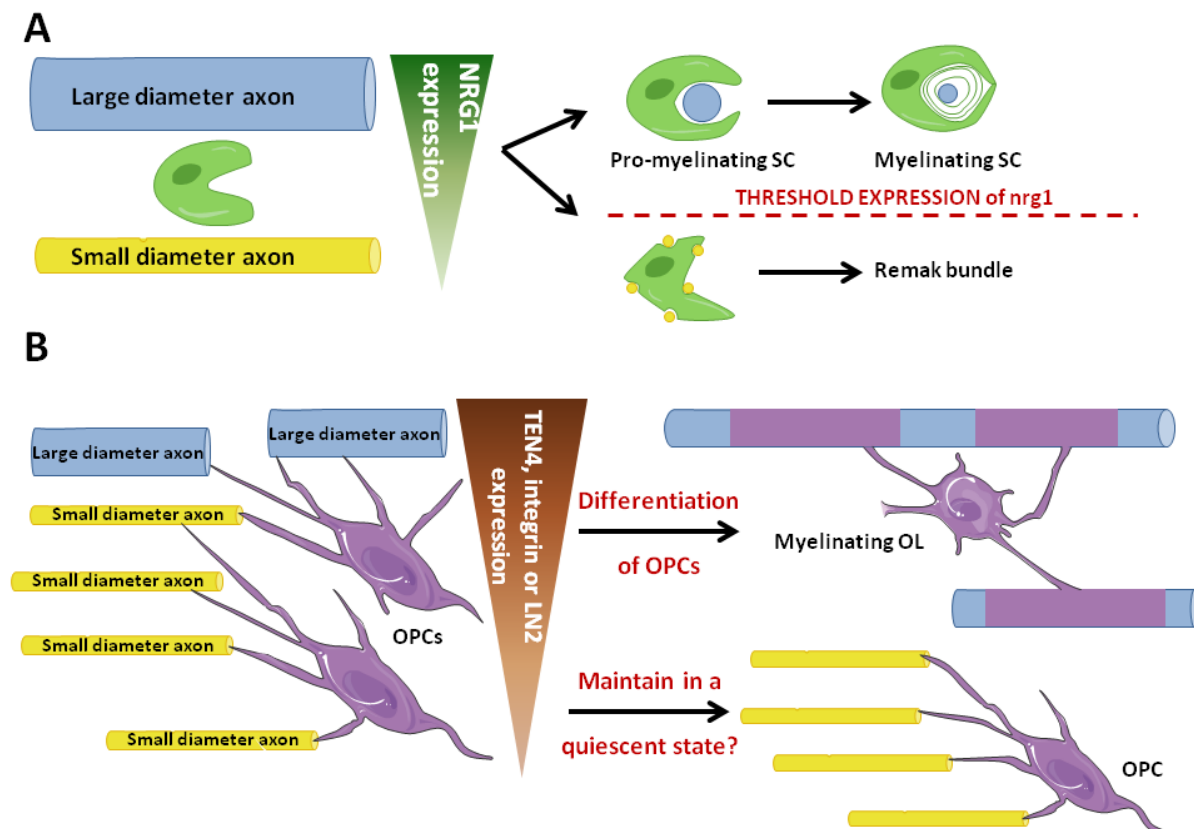 A
Large diameter axon
NRG1
expression
Pro-myelinating SC
Myelinating SC
THRESHOLD EXPRESSION of nrg1
Small diameter axon
Remak bundle
B
Large diameter axon
Large diameter axon
Small diameter axon
Small diameter axon
Small diameter axon
Small diameter axon
OPCs
TEN4, integrin or LN2
expression
Differentiation
of OPCs
Myelinating OL
Maintain in a
quiescent state?
OPC